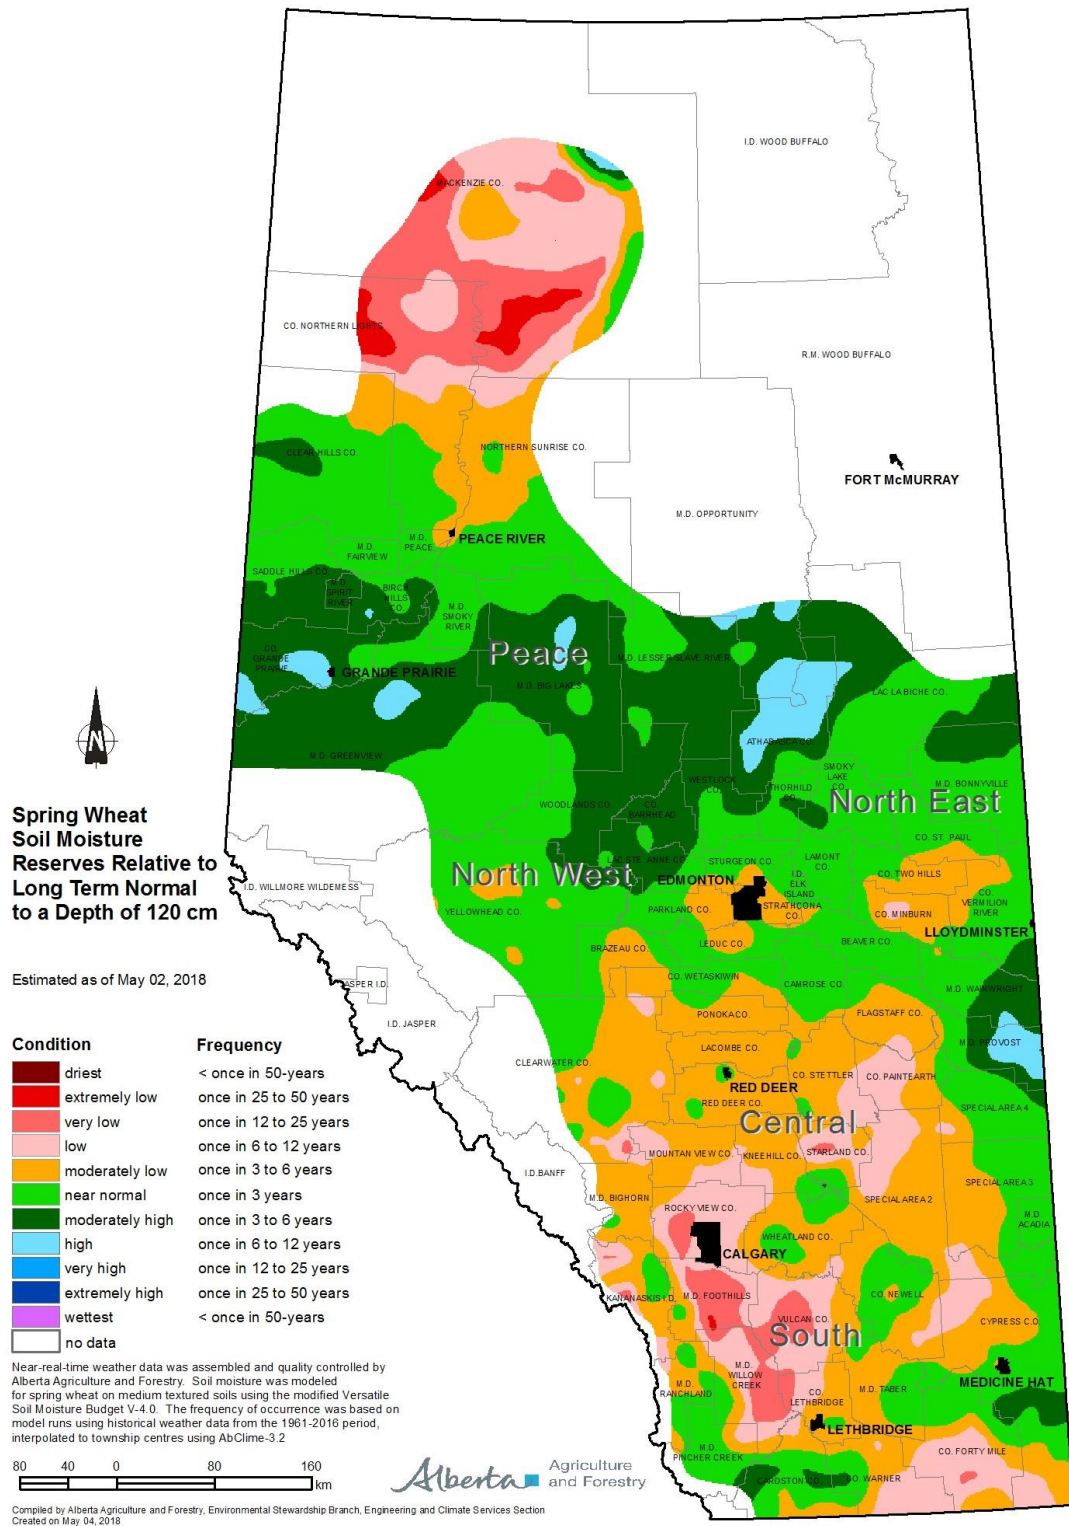 I.D. WOOD BUFFALO
MACKENZIE CO.
CO. NORTHERN LIGHTS
R.M. WOOD BUFFALO
CLEAR HILLS CO.
NORTHERN SUNRISE CO.
FORT McMURRAY
M.D. OPPORTUNITY
PEACE RIVER
M.D.
PEACE
M.D.
FAIRVIEW
SADDLE HILLS CO.
M.D.
SPIRIT
RIVER
BIRCH
HILLS
CO.
M.D.
SMOKY
RIVER
Peace
CO.
GRANDE
PRAIRIE
GRANDE PRAIRIE
M.D. LESSER SLAVE RIVER
M.D. BIG LAKES
LAC LA BICHE CO.
ATHABASCA CO.
M.D. GREENVIEW
N
WESTLOCK
CO.
THORHILD
CO.
SMOKY
LAKE
CO.
M.D. BONNYVILLE
North East
WOODLANDS CO.
CO.
BARRHEAD
CO. ST. PAUL
Spring Wheat
Soil Moisture
Reserves Relative to
Long Term Normal
to a Depth of 120 cm
North West
LAC STE. ANNE CO.
STURGEON CO.
LAMONT
CO.
EDMONTON
I.D.
ELK
ISLAND
CO. TWO HILLS
I.D. WILLMORE WILDERNESS
YELLOWHEAD CO.
PARKLAND CO.
STRATHCONA
CO.
CO. MINBURN
CO.
VERMILION
RIVER
LLOYDMINSTER
BRAZEAU CO.
LEDUC CO.
BEAVER CO.
Estimated as of May 02, 2018
JASPER I.D.
CO. WETASKIWIN
CAMROSE CO.
M.D. WAINWRIGHT
I.D. JASPER
PONOKA CO.
FLAGSTAFF CO.
M.D. PROVOST
LACOMBE CO.
CLEARWATER CO.
CO. STETTLER
CO. PAINTEARTH
RED DEER
RED DEER CO.
SPECIAL AREA 4
Central
MOUNTAIN VIEW CO.
KNEEHILL CO.
STARLAND CO.
I.D. BANFF
M.D. BIGHORN
SPECIAL AREA 2
SPECIAL AREA 3
ROCKY VIEW CO.
M.D.
ACADIA
WHEATLAND CO.
CALGARY
KANANASKIS I.D.
M.D. FOOTHILLS
CO. NEWELL
VULCAN CO.
CYPRESS C.O.
South
M.D.
WILLOW
CREEK
M.D.
RANCHLAND
CO.
LETHBRIDGE
M.D. TABER
MEDICINE HAT
LETHBRIDGE
M.D.
PINCHER CREEK
CO. FORTY MILE
CARDSTON CO.
CO. WARNER
Condition Frequency
driest < once in 50-years
extremely low once in 25 to 50 years
very low once in 12 to 25 years
low once in 6 to 12 years
moderately low once in 3 to 6 years
near normal once in 3 years
moderately high once in 3 to 6 years
high once in 6 to 12 years
very high once in 12 to 25 years
extremely high once in 25 to 50 years
wettest < once in 50-years
no data
Near-real-time weather data was assembled and quality controlled by
Alberta Agriculture and Forestry. Soil moisture was modeled
for spring wheat on medium textured soils using the modified Versatile
Soil Moisture Budget V-4.0. The frequency of occurrence was based on
model runs using historical weather data from the 1961-2016 period,
interpolated to township centres using AbClime-3.2
80 40 0 80 160
km
Alberta Agriculture
and Forestry
Compiled by Alberta Agriculture and Forestry, Environmental Stewardship Branch, Engineering and Climate Services Section
Created on May 04, 2018